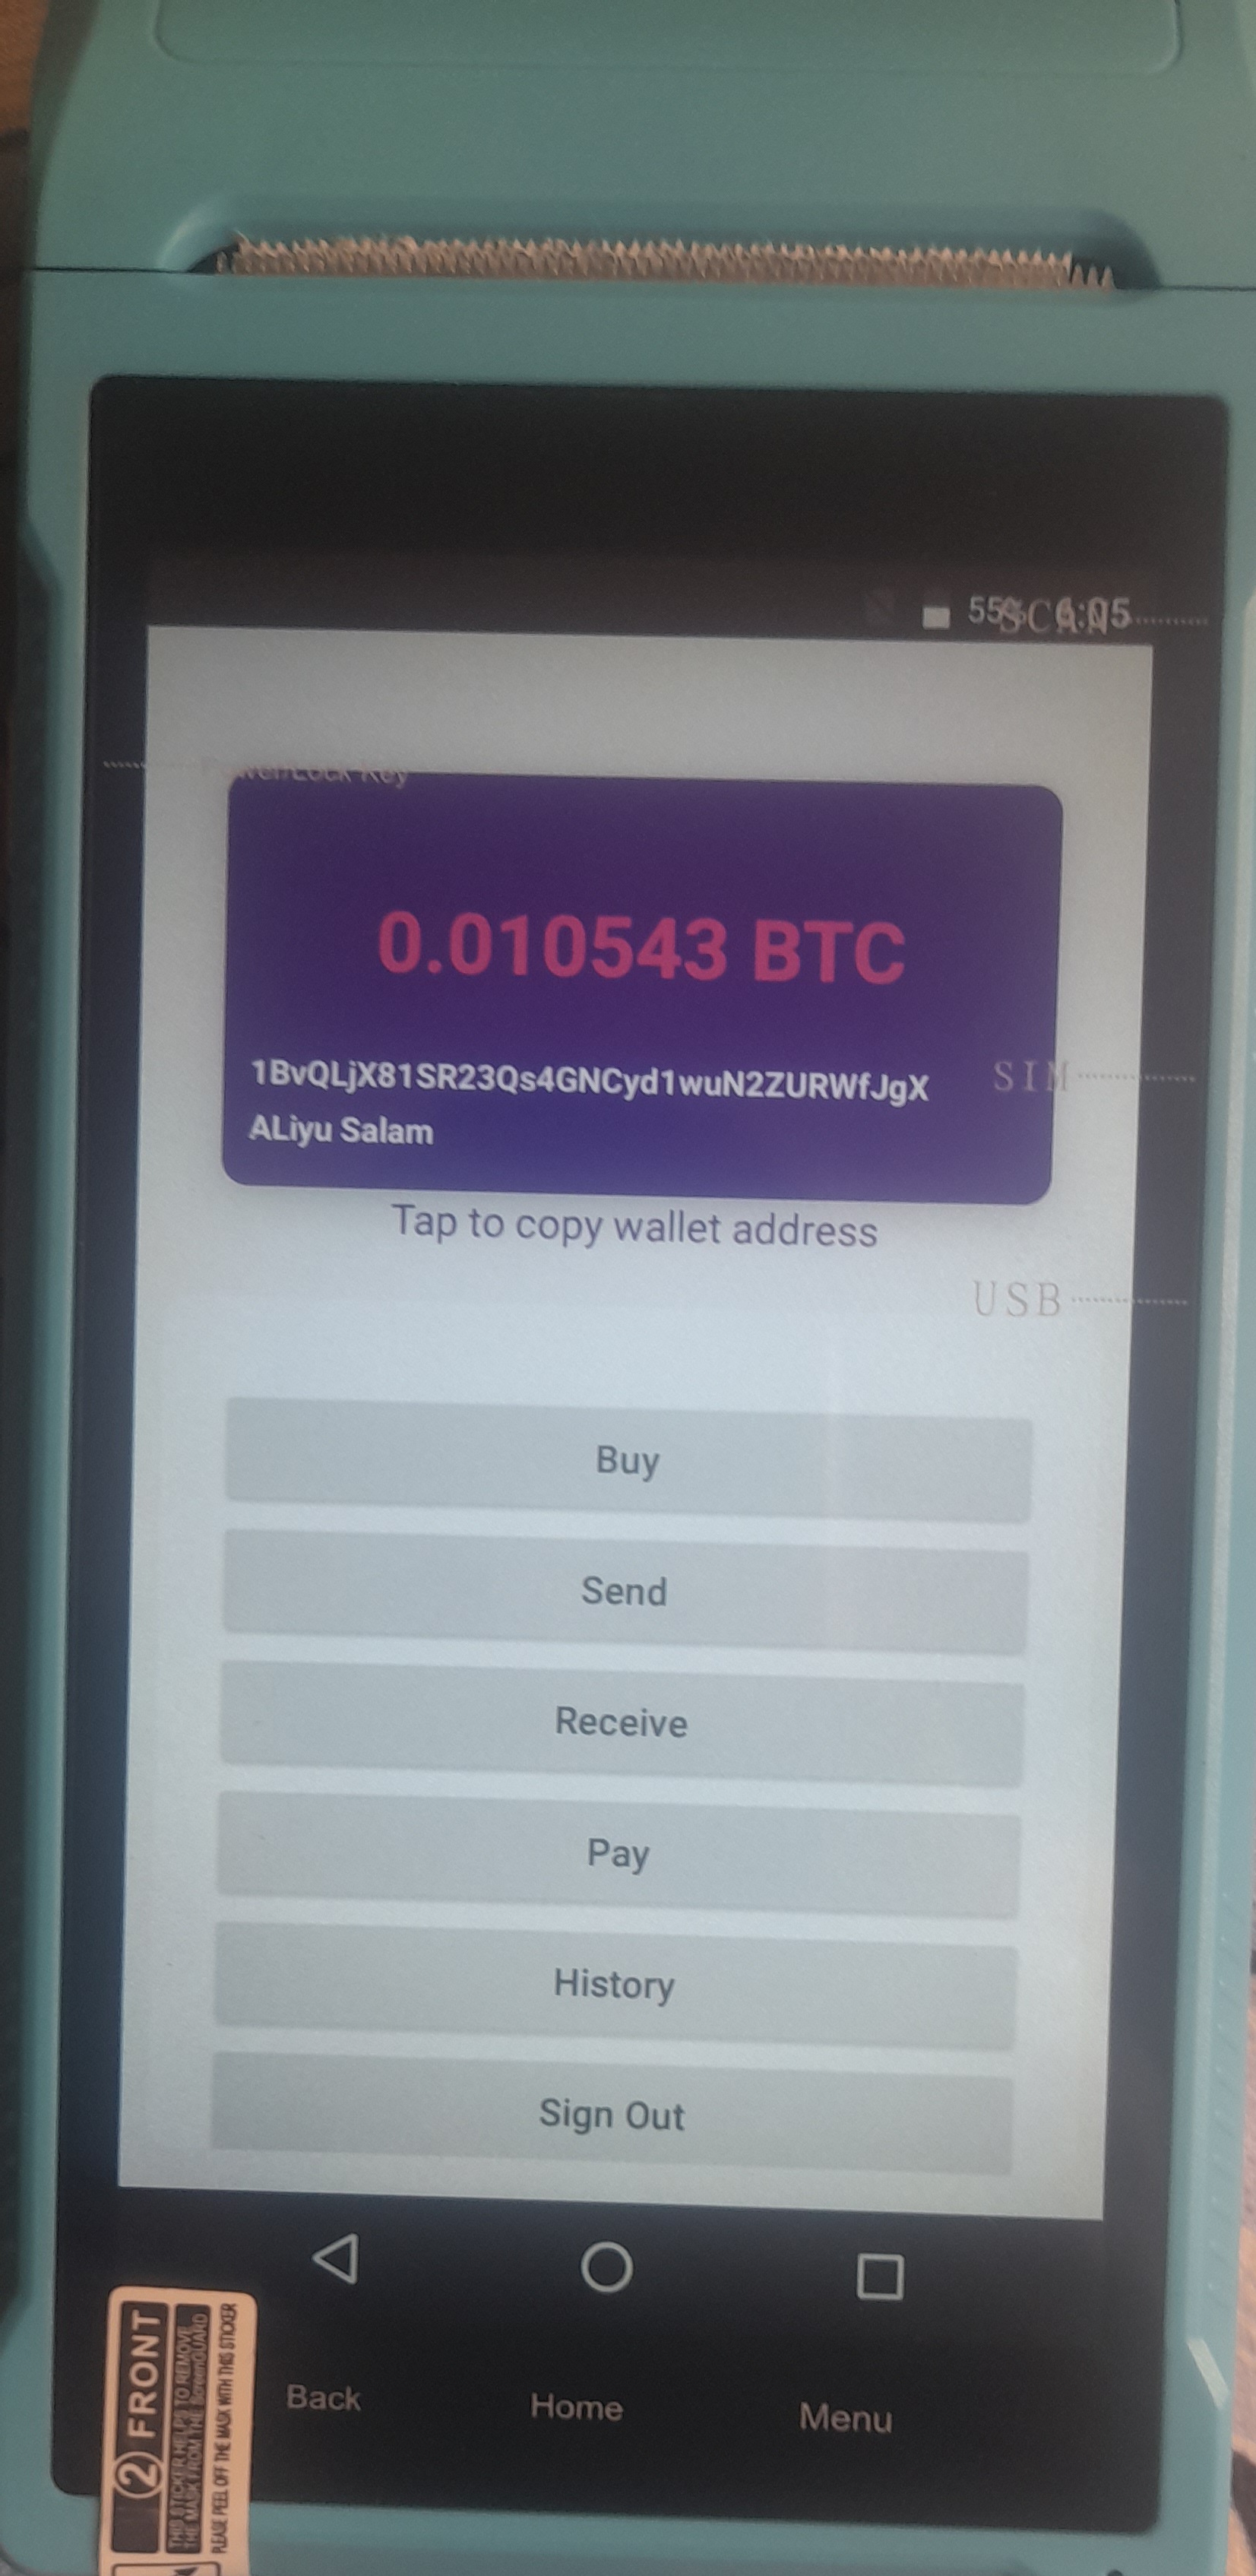 55% 6:05
SCAN
Power/Lock Key
0.010543 BTC
1BvQLjX81SR23Qs4GNCyd1wuN2ZURWfJgX
SIM
ALiyu Salam
Tap to copy wallet address
USB
Buy
Send
Receive
Pay
History
Sign Out
Back
Home
Menu
2 FRONT
THIS STICKER HELPS TO REMOVE
THE MASK FROM THE ScreenGUARD
PLEASE PEEL OFF THE MASK WITH THIS STICKER